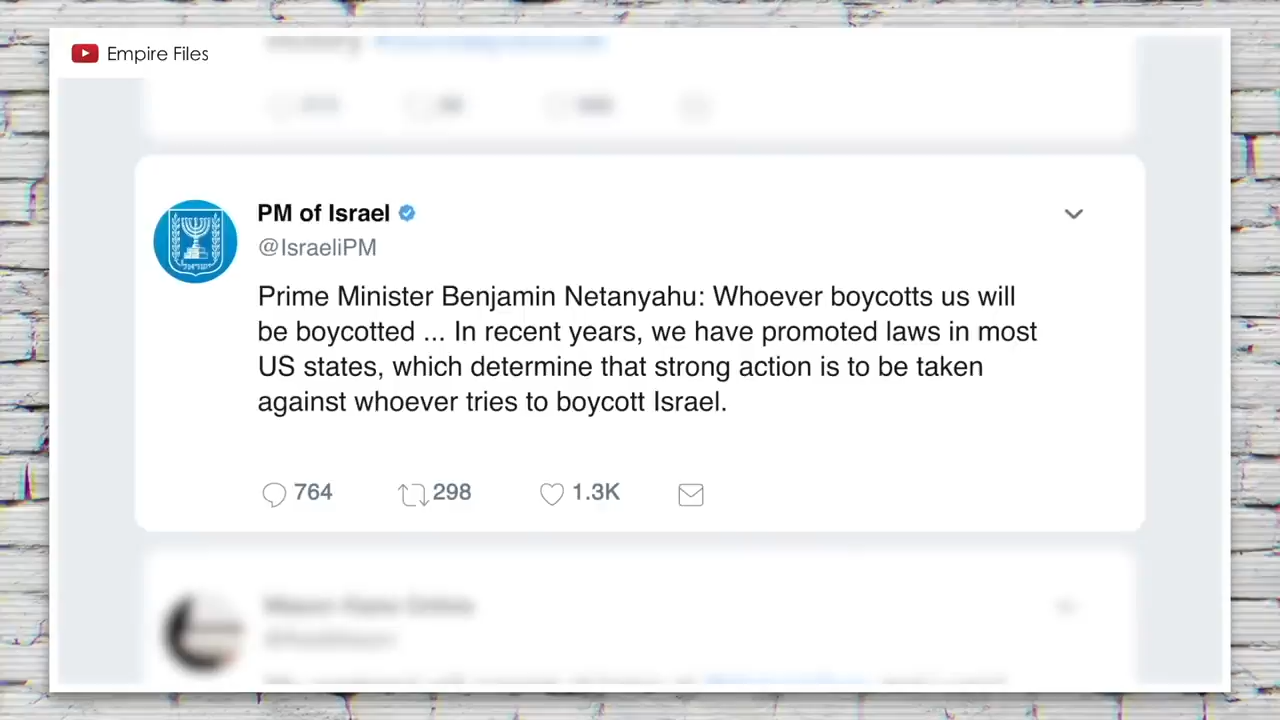 Empire Files
PM of Israel
@IsraeliPM
Prime Minister Benjamin Netanyahu: Whoever boycotts us will
be boycotted ... In recent years, we have promoted laws in most
US states, which determine that strong action is to be taken
against whoever tries to boycott Israel.
764 298 1.3K